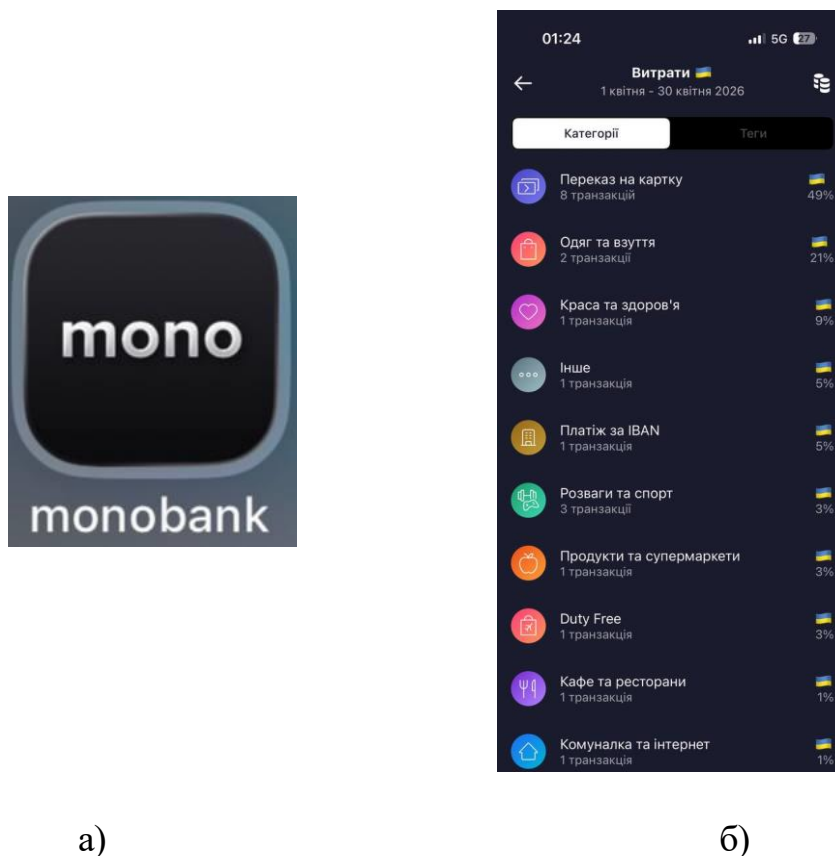 mono
monobank
01:24
5G 27
Витрати
1 квітня - 30 квітня 2026
Категорії
Теги
Переказ на картку
8 транзакцій
49%
Одяг та взуття
2 транзакції
21%
Краса та здоров'я
1 транзакція
9%
Інше
1 транзакція
5%
Платіж за IBAN
1 транзакція
5%
Розваги та спорт
3 транзакції
3%
Продукти та супермаркети
1 транзакція
3%
Duty Free
1 транзакція
3%
Кафе та ресторани
1 транзакція
1%
Комуналка та інтернет
1 транзакція
1%
а)
б)